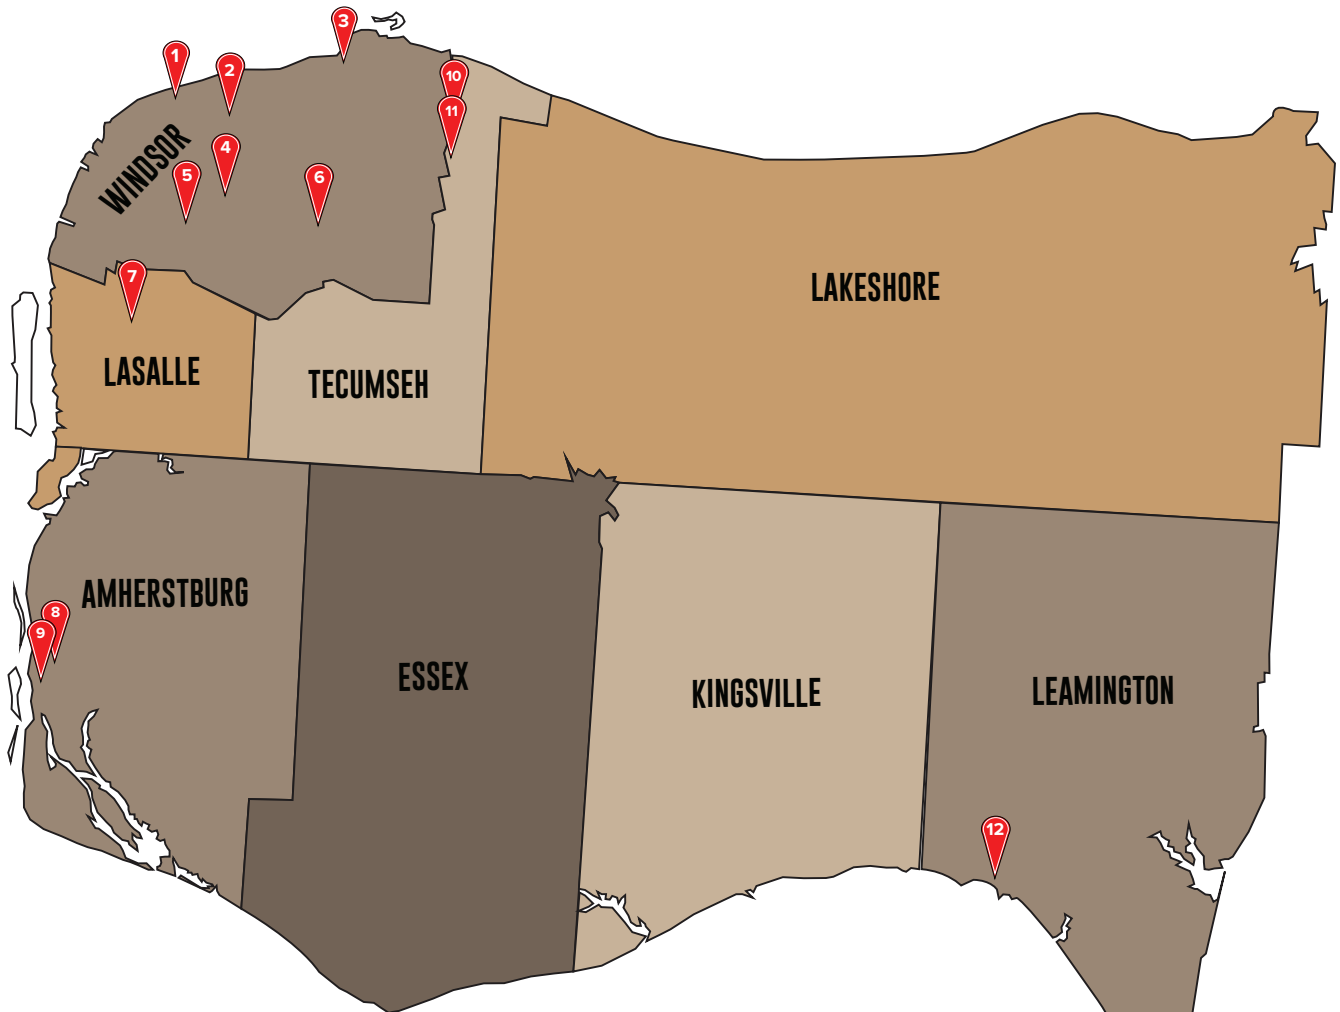 3
1
2
10
11
4
5
6
WINDSOR
7
LAKESHORE
LASALLE
TECUMSEH
AMHERSTBURG
8
9
ESSEX
KINGSVILLE
LEAMINGTON
12